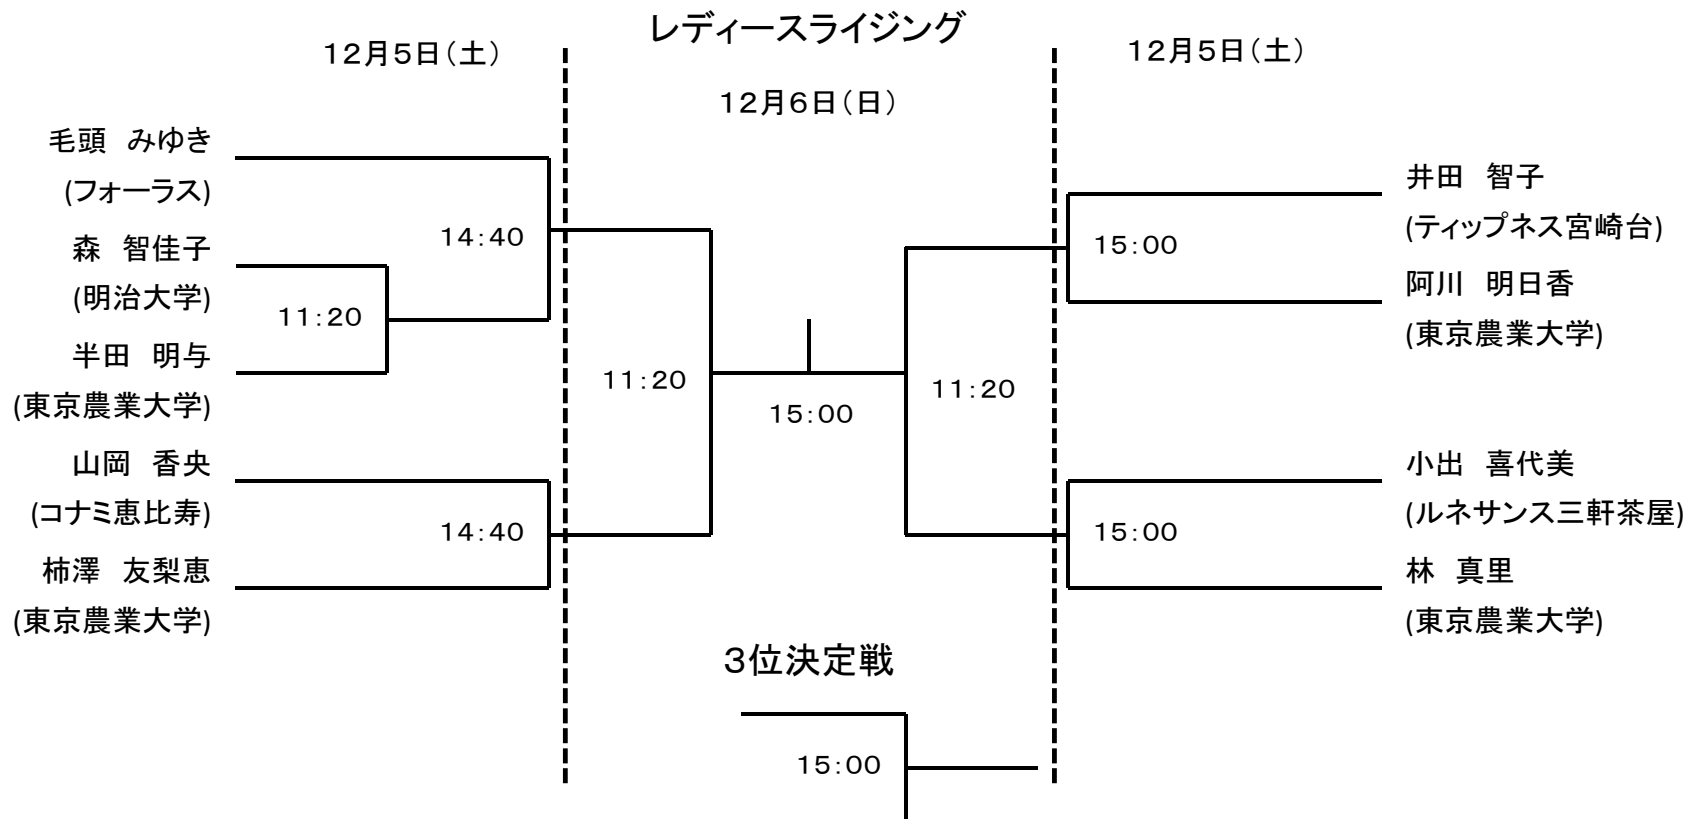 レディースライジング
12月5日(土)
12月5日(土)
12月6日(日)
毛頭　みゆき
(フォーラス)
森　智佳子
(明治大学)
半田　明与
(東京農業大学)
山岡　香央
(コナミ恵比寿)
柿澤　友梨恵
(東京農業大学)
14:40
11:20
14:40
11:20
15:00
11:20
15:00
15:00
井田　智子
(ティップネス宮崎台)
阿川　明日香
(東京農業大学)
小出　喜代美
(ルネサンス三軒茶屋)
林　真里
(東京農業大学)
3位決定戦
15:00